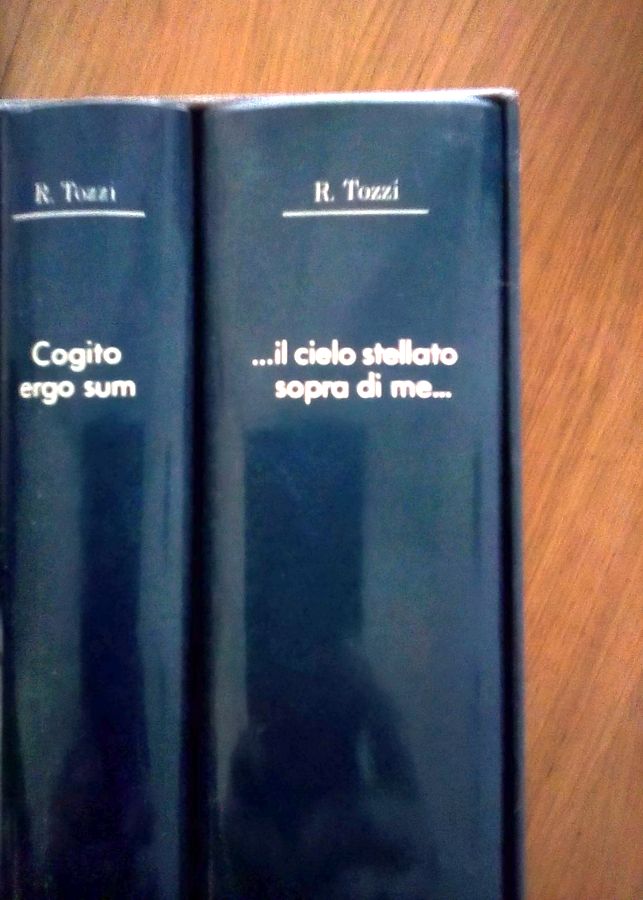 R. Tozzi
Cogito
ergo sum
R. Tozzi
...il cielo stellato
sopra di me...